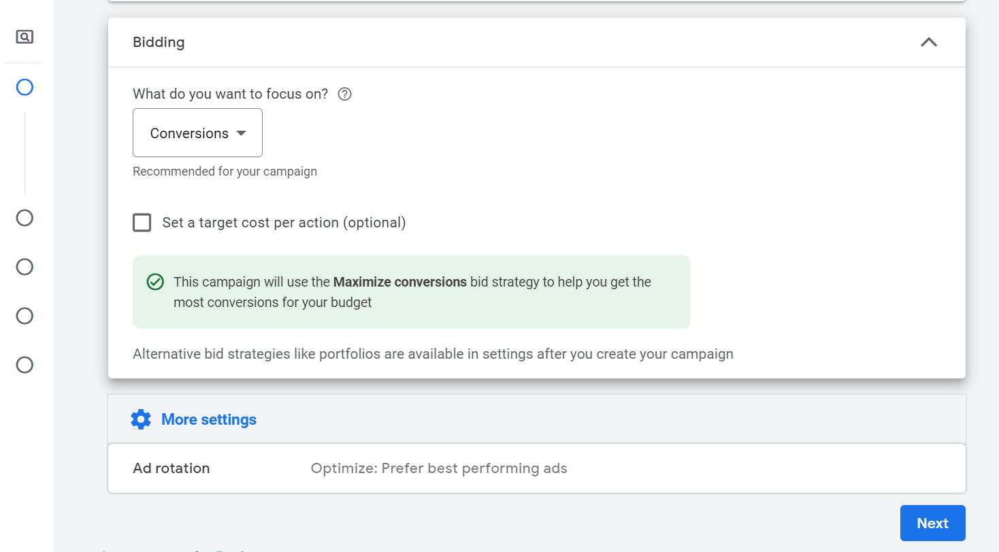 Bidding
What do you want to focus on?
Conversions
Recommended for your campaign
Set a target cost per action (optional)
This campaign will use the Maximize conversions bid strategy to help you get the
most conversions for your budget
Alternative bid strategies like portfolios are available in settings after you create your campaign
More settings
Ad rotation Optimize: Prefer best performing ads
Next